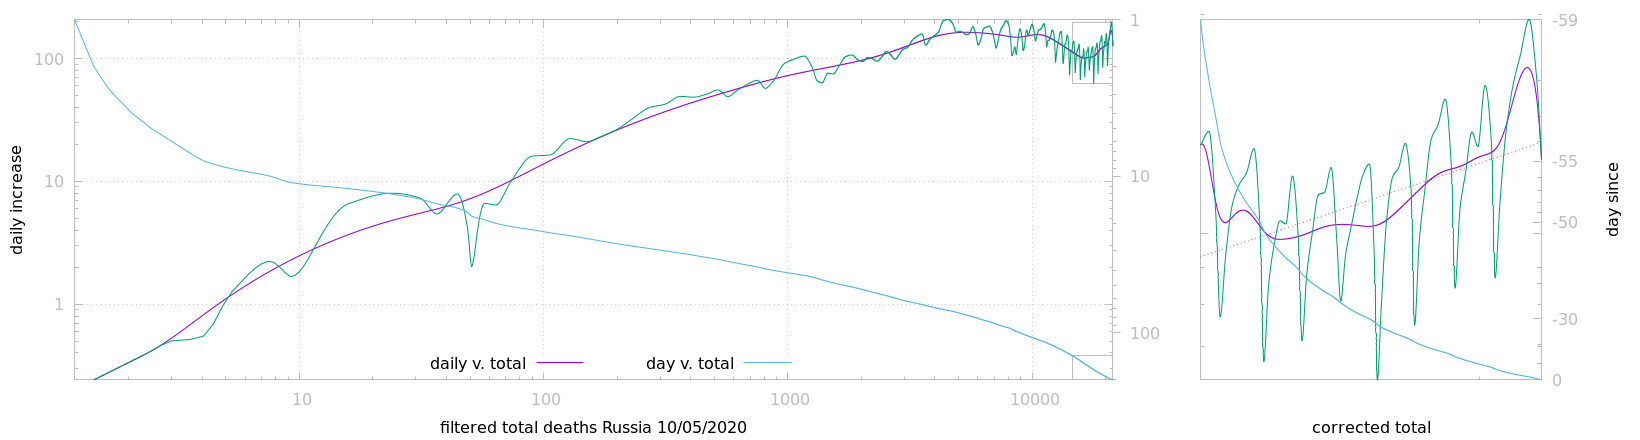 daily increase
100
10
1
1
10
100
daily v. total
day v. total
10
100
1000
10000
filtered total deaths Russia 10/05/2020
-59
-55
-50
-30
0
day since
corrected total